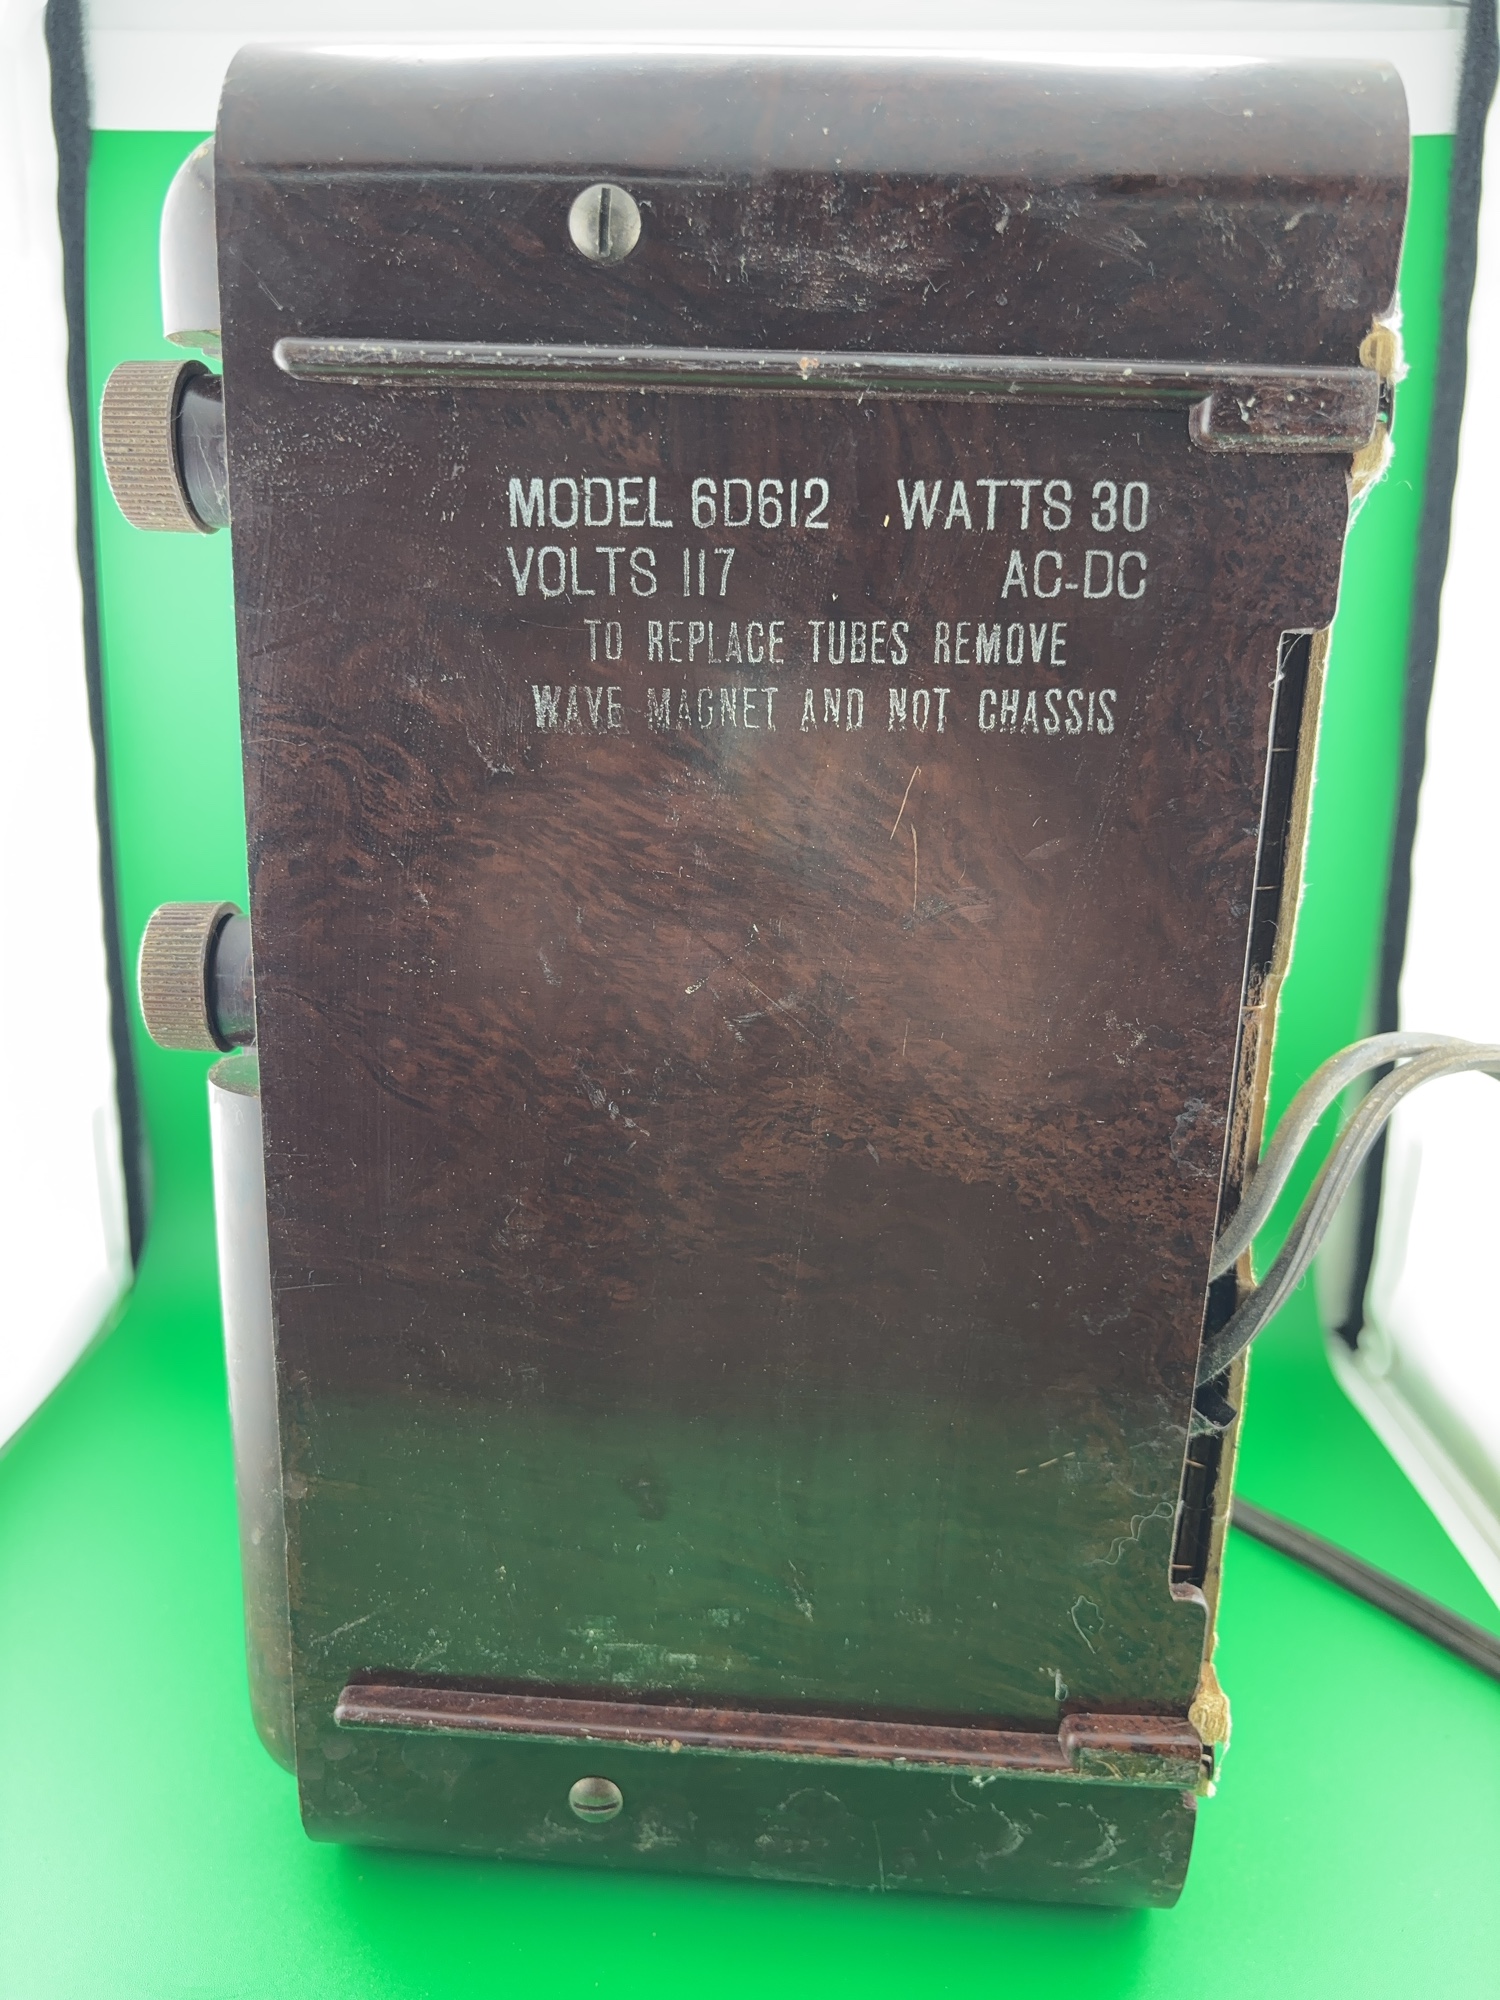 MODEL 6D612 WATTS 30
VOLTS 117 AC-DC
TO REPLACE TUBES REMOVE
WAVE MAGNET AND NOT CHASSIS